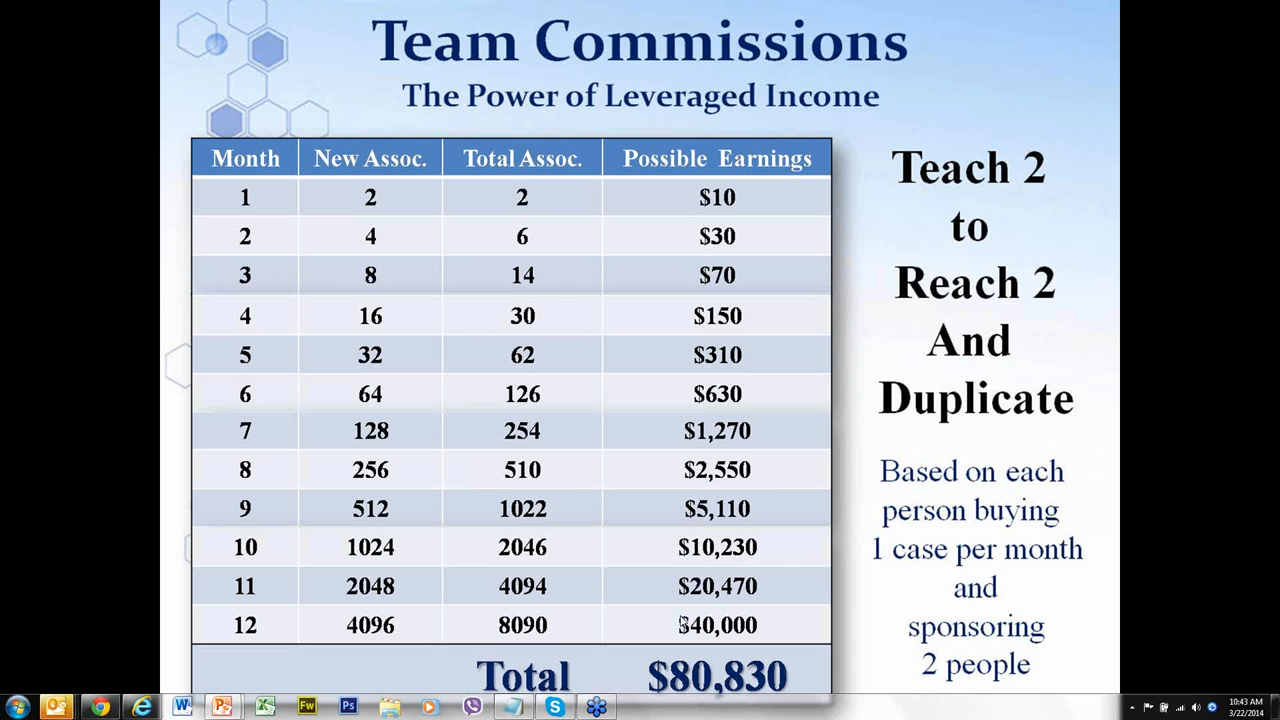 Team Commissions
The Power of Leveraged Income
Month New Assoc. Total Assoc. Possible Earnings
1 2 2 $10
2 4 6 $30
3 8 14 $70
4 16 30 $150
5 32 62 $310
6 64 126 $630
7 128 254 $1,270
8 256 510 $2,550
9 512 1022 $5,110
10 1024 2046 $10,230
11 2048 4094 $20,470
12 4096 8090 $40,000
Total $80,830
Teach 2
to
Reach 2
And
Duplicate
Based on each
person buying
1 case per month
and
sponsoring
2 people
10:43 AM
3/22/2014